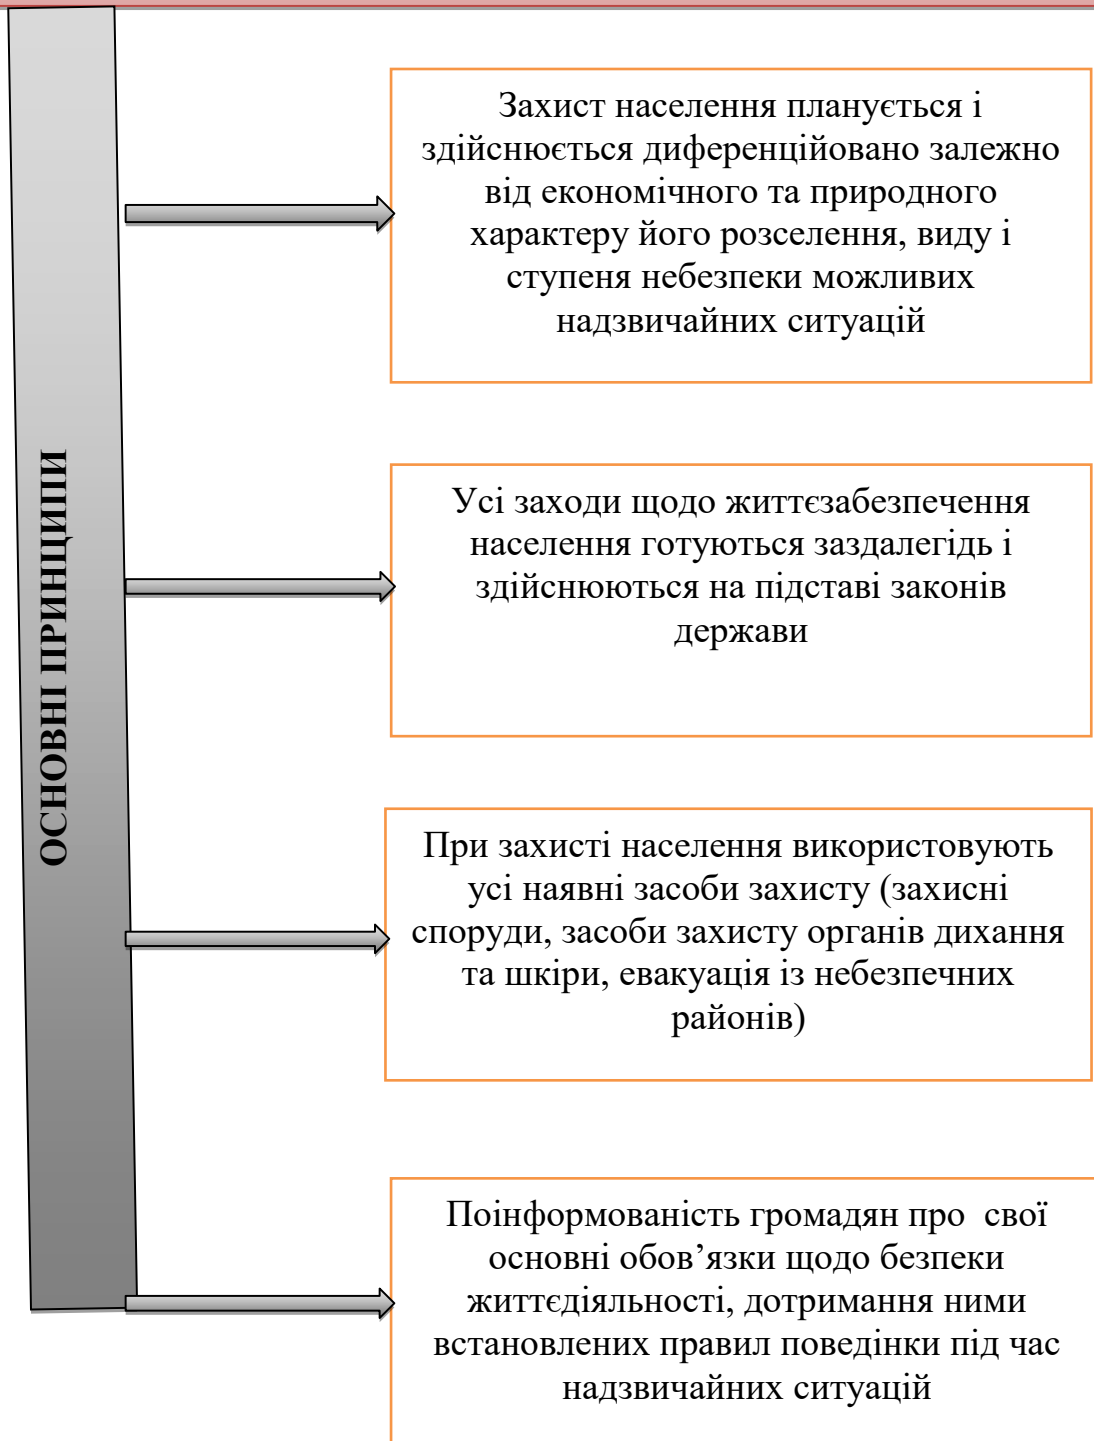 ОСНОВНІ ПРИНЦИПИ
Захист населення планується і
здійснюється диференційовано залежно
від економічного та природного
характеру його розселення, виду і
ступеня небезпеки можливих
надзвичайних ситуацій
Усі заходи щодо життєзабезпечення
населення готуються заздалегідь і
здійснюються на підставі законів
держави
При захисті населення використовують
усі наявні засоби захисту (захисні
споруди, засоби захисту органів дихання
та шкіри, евакуація із небезпечних
районів)
Поінформованість громадян про  свої
основні обов’язки щодо безпеки
життєдіяльності, дотримання ними
встановлених правил поведінки під час
надзвичайних ситуацій